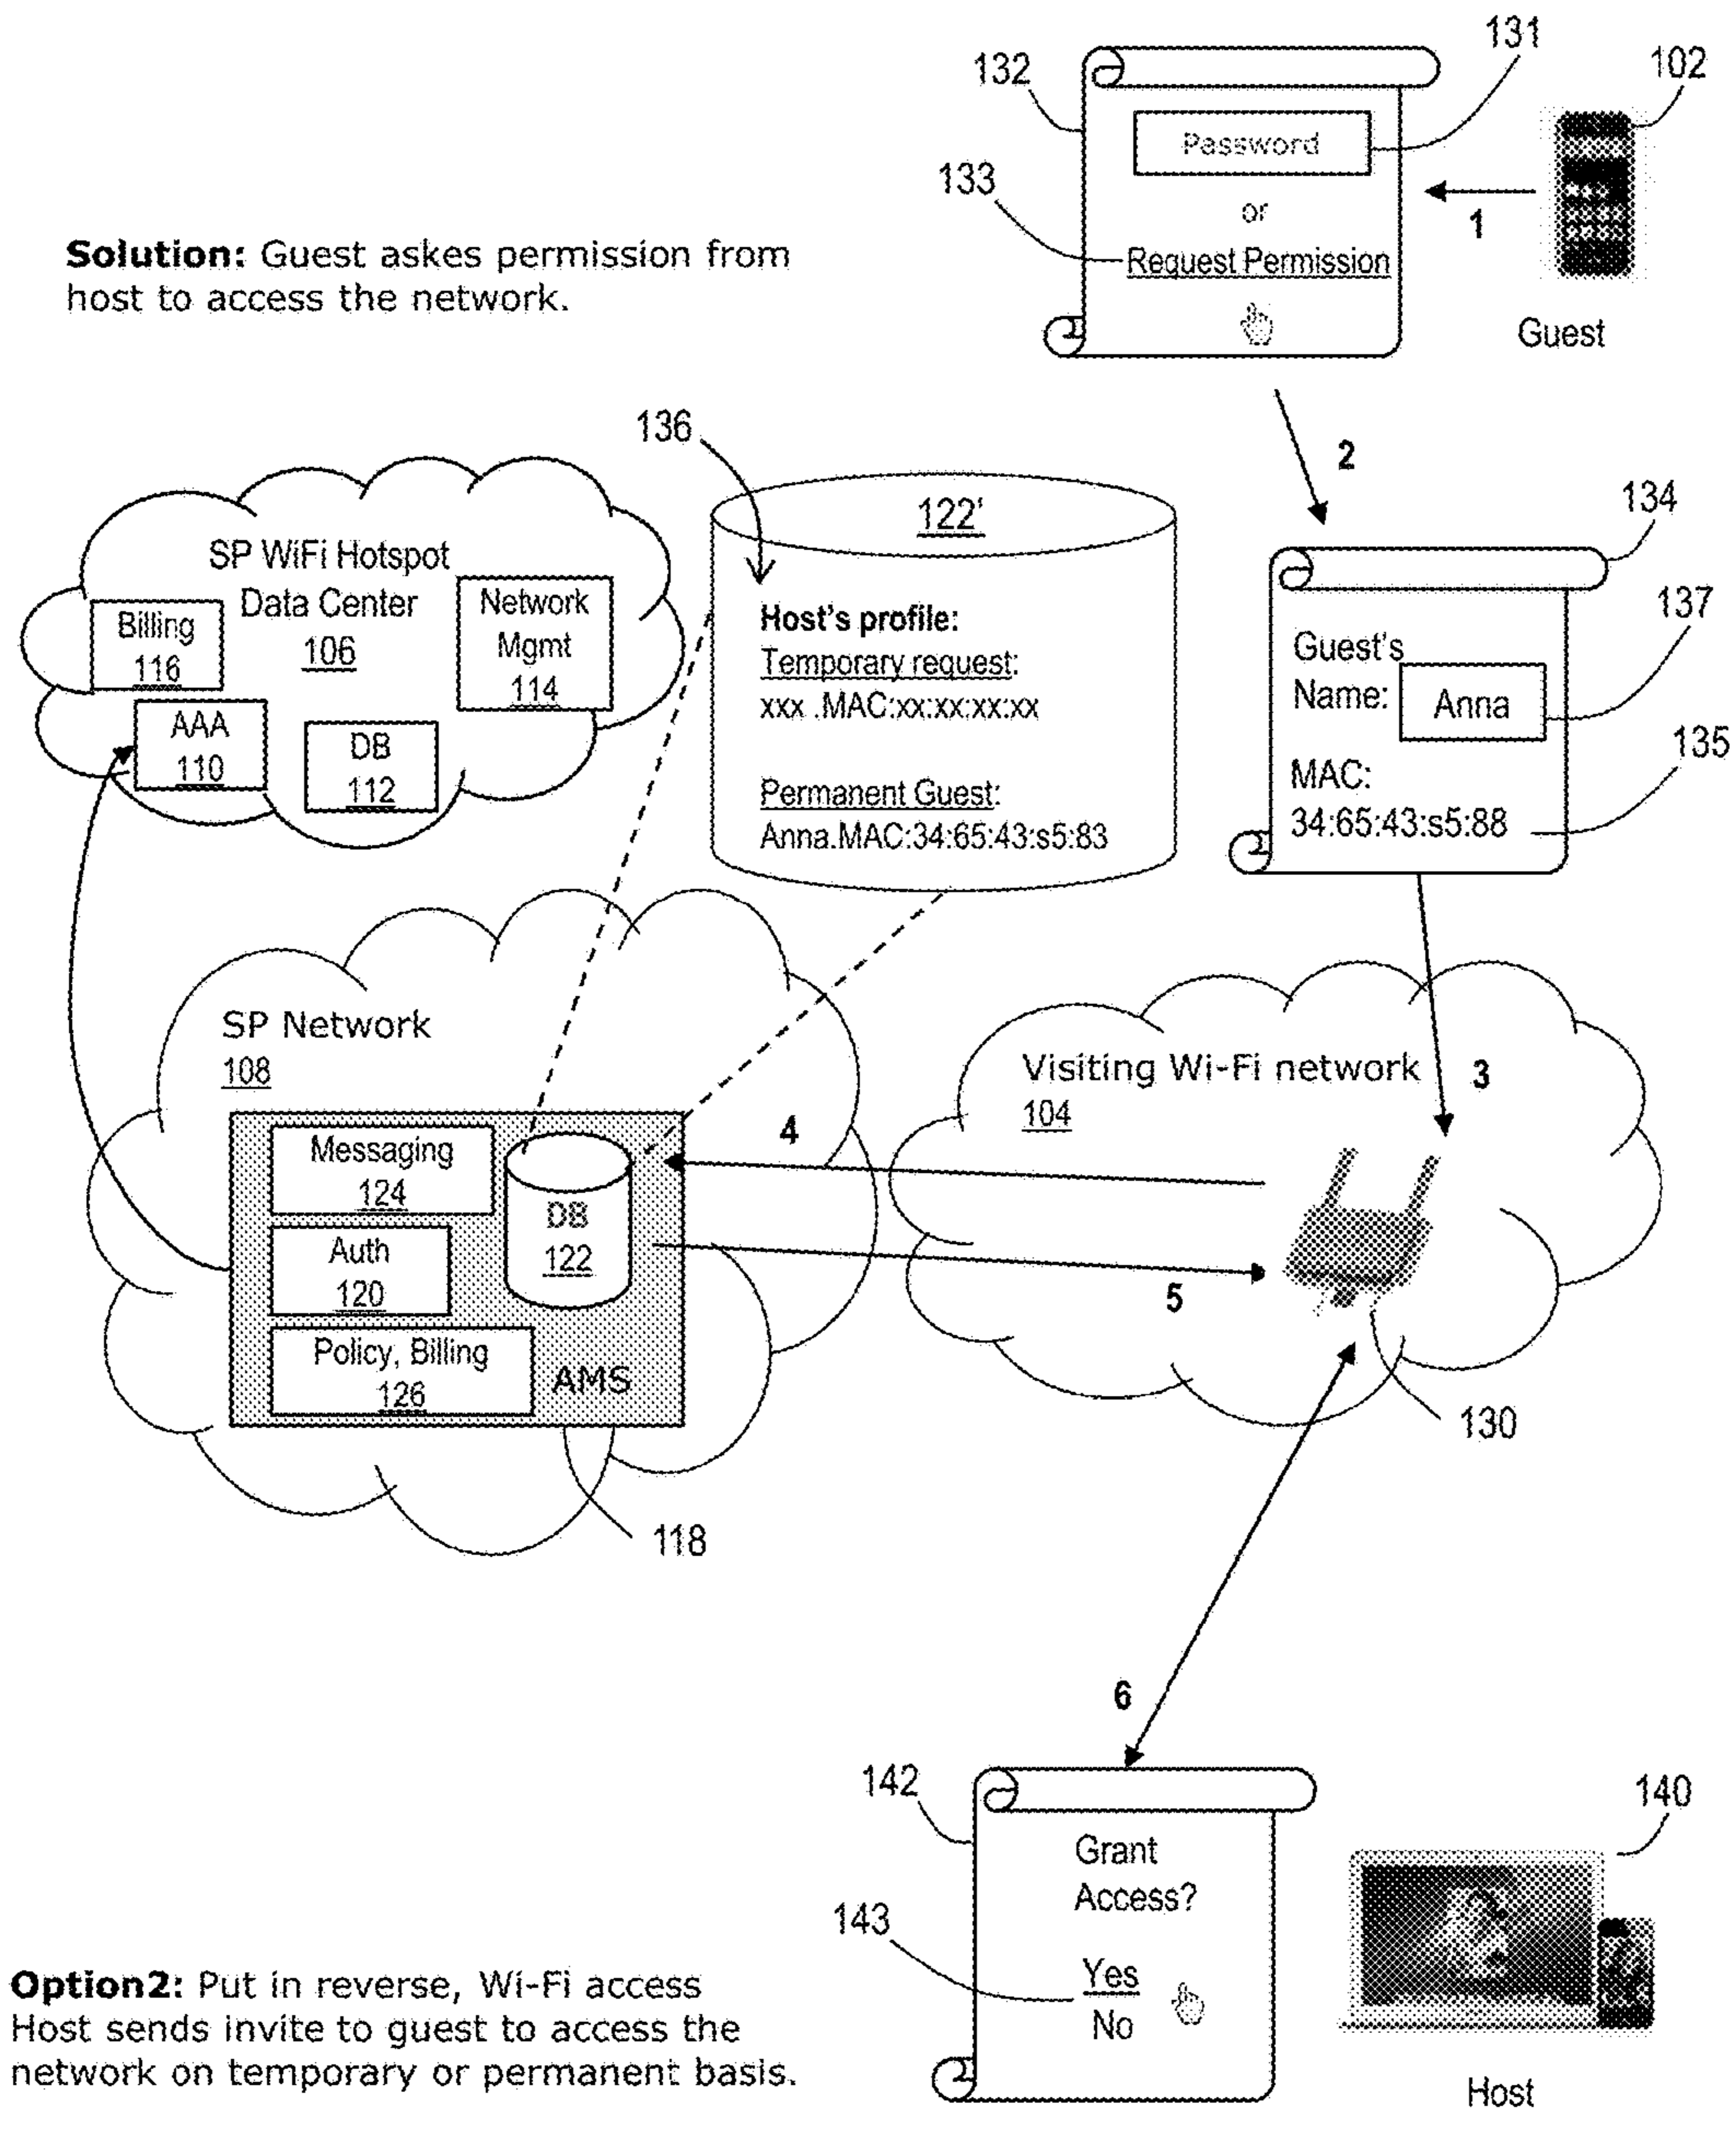 131
132
102
Password
133
or
1
Request Permission
Solution: Guest askes permission from
host to access the network.
Guest
136
2
122'
134
SP WiFi Hotspot
Data Center
106
Billing
116
Network
Mgmt
114
AAA
110
DB
112
Host's profile:
Temporary request:
xxx .MAC:xx:xx:xx:xx
Permanent Guest:
Anna.MAC:34:65:43:s5:83
137
Guest's
Name:
Anna
135
MAC:
34:65:43:s5:88
SP Network
108
Visiting Wi-Fi network
104
3
4
Messaging
124
DB
122
Auth
120
5
Policy, Billing
126
AMS
130
118
6
142
140
Grant
Access?
143
Yes
No
Option2: Put in reverse, Wi-Fi access
Host sends invite to guest to access the
network on temporary or permanent basis.
Host